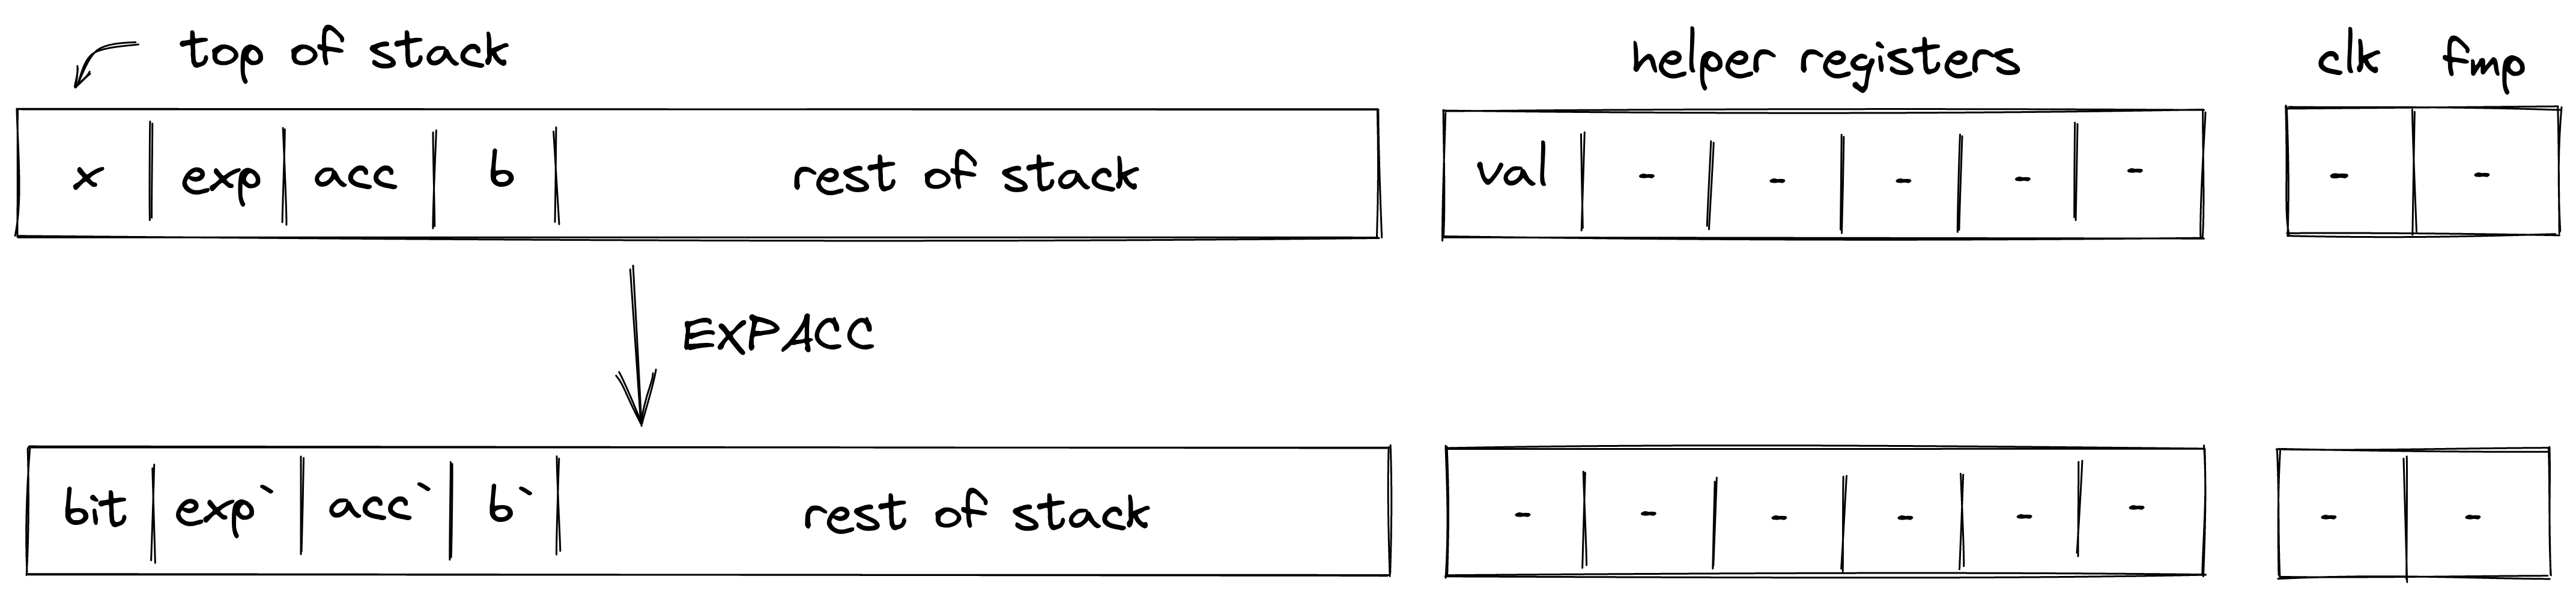 top of stack helper registers clk fmp
x exp acc b rest of stack val - - - - - - -
EXPACC
bit exp` acc` b` rest of stack - - - - - - - -